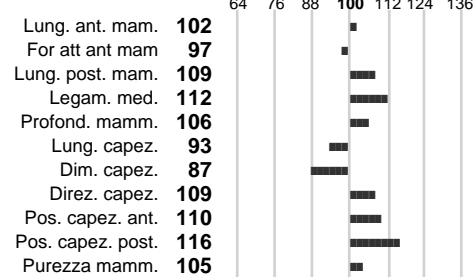 64 76 88 100 112 124 136
Lung. ant. mam. 102
For att ant mam 97
Lung. post. mam. 109
Legam. med. 112
Profond. mamm. 106
Lung. capez. 93
Dim. capez. 87
Direz. capez. 109
Pos. capez. ant. 110
Pos. capez. post. 116
Purezza mamm. 105